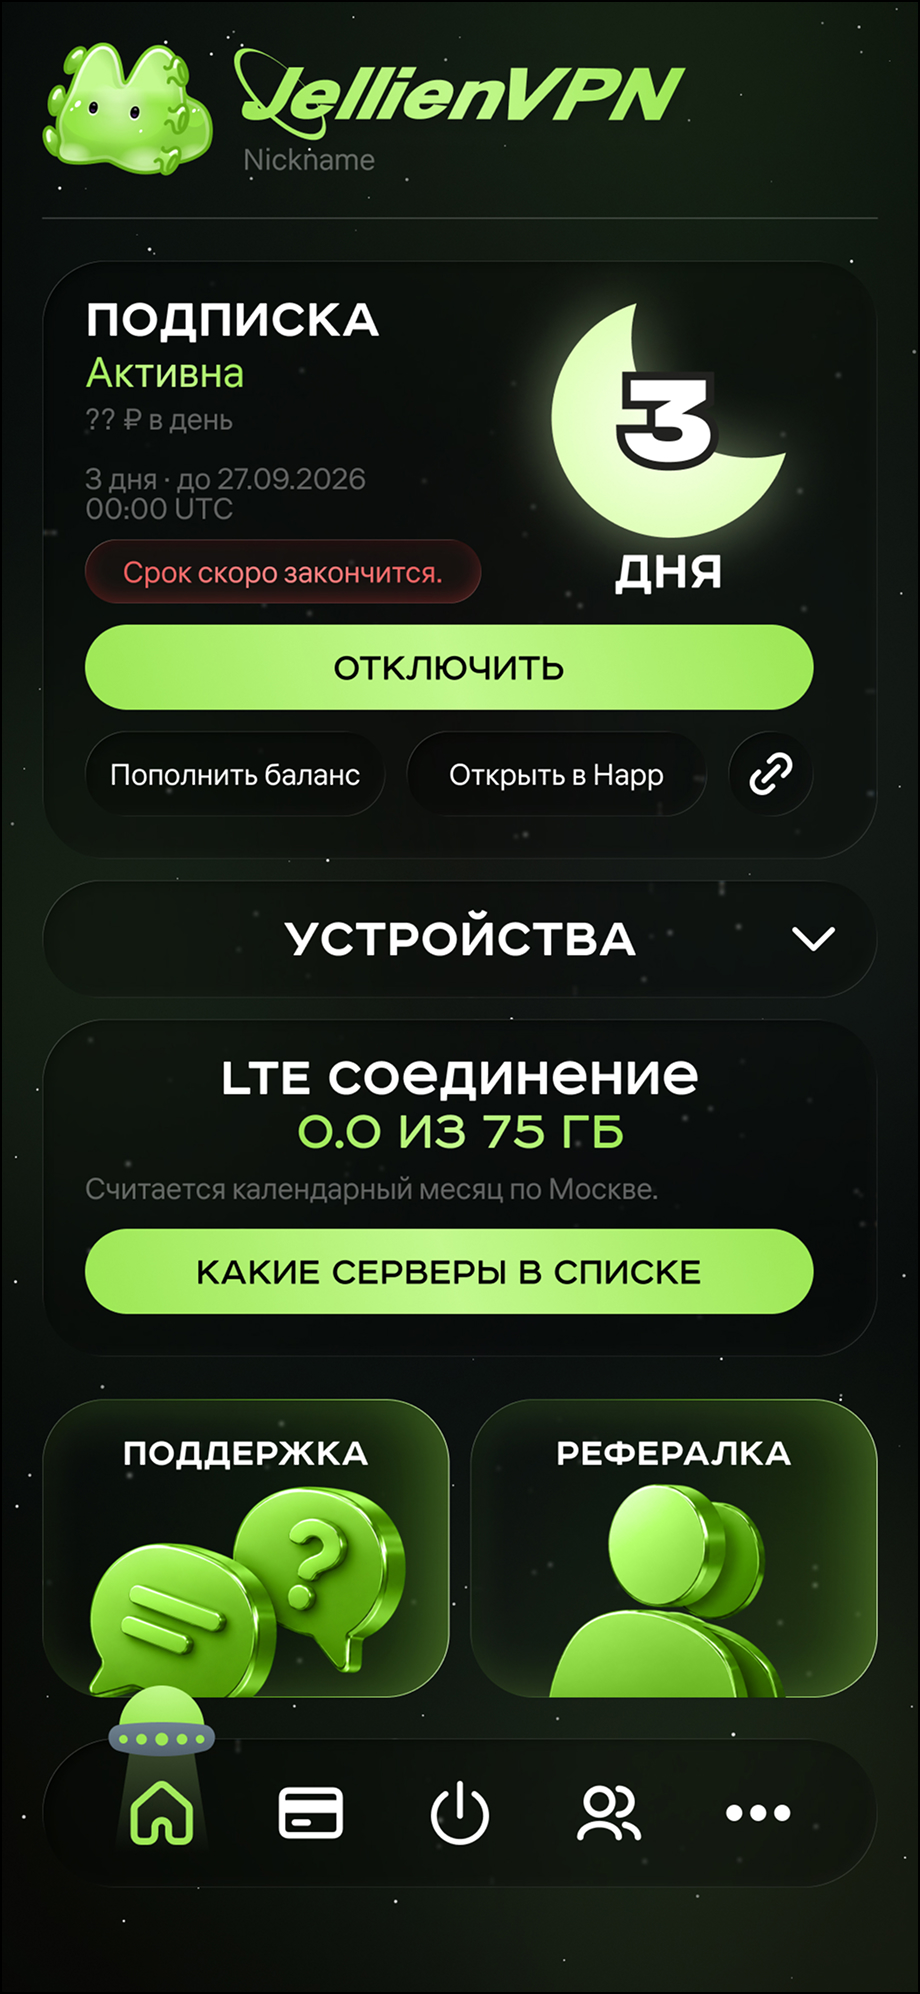 JellienVPN
Nickname
ПОДПИСКА
Активна
?? ₽ в день
3 дня · до 27.09.2026
00:00 UTC
3
ДНЯ
Срок скоро закончится.
ОТКЛЮЧИТЬ
Пополнить баланс
Открыть в Happ
УСТРОЙСТВА
LTE соединение
0.0 ИЗ 75 ГБ
Считается календарный месяц по Москве.
КАКИЕ СЕРВЕРЫ В СПИСКЕ
ПОДДЕРЖКА
РЕФЕРАЛКА
?